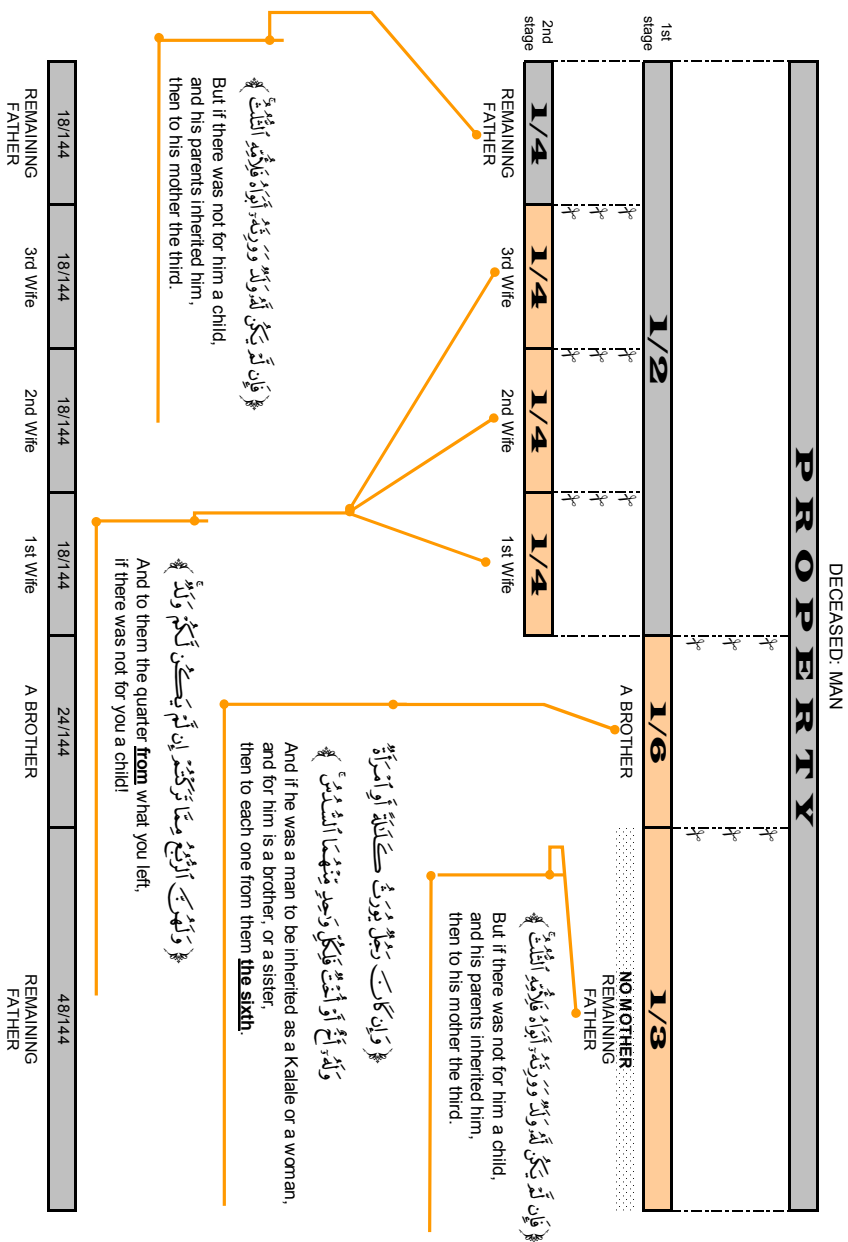 DECEASED: MAN
PROPERTY
1st
stage
1/2
1/6
1/3
A BROTHER
NO MOTHER
REMAINING
FATHER
2nd
stage
1/4
1/4
1/4
1/4
REMAINING
FATHER
3rd Wife
2nd Wife
1st Wife
﴿ فَإِن لَّمْ يَكُن لَّهُۥ وَلَدٌ وَوَرِثَهُۥٓ أَبَوَاهُ فَلِأُمِّهِ ٱلثُّلُثُ ۚ ﴾
But if there was not for him a child,
and his parents inherited him,
then to his mother the third.
﴿ وَإِن كَانَ رَجُلٌ يُورَثُ كَلَٰلَةً أَوِ ٱمْرَأَةٌ
وَلَهُۥٓ أَخٌ أَوْ أُخْتٌ فَلِكُلِّ وَٰحِدٍ مِّنْهُمَا ٱلسُّدُسُ ۚ ﴾
And if he was a man to be inherited as a Kalale or a woman,
and for him is a brother, or a sister,
then to each one from them the sixth.
﴿ فَإِن لَّمْ يَكُن لَّهُۥ وَلَدٌ وَوَرِثَهُۥٓ أَبَوَاهُ فَلِأُمِّهِ ٱلثُّلُثُ ۚ ﴾
But if there was not for him a child,
and his parents inherited him,
then to his mother the third.
﴿ وَلَهُنَّ ٱلرُّبُعُ مِمَّا تَرَكْتُمْ إِن لَّمْ يَكُن لَّكُمْ وَلَدٌ ۚ ﴾
And to them the quarter from what you left,
if there was not for you a child!
18/144
18/144
18/144
18/144
24/144
48/144
REMAINING
FATHER
3rd Wife
2nd Wife
1st Wife
A BROTHER
REMAINING
FATHER